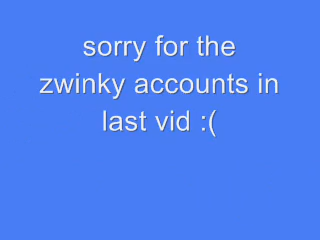 sorry for the
zwinky accounts in
last vid :(